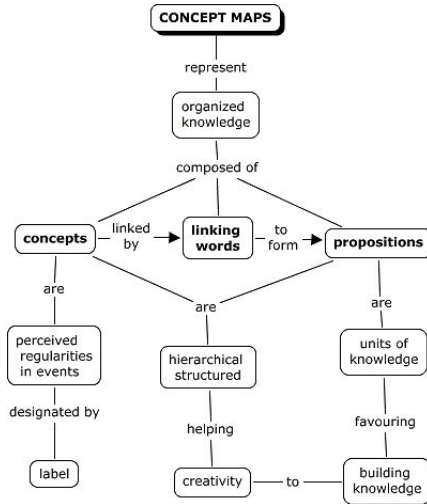 CONCEPT MAPS
represent
organized
knowledge
composed of
concepts
linked
by
linking
words
to
form
propositions
are
are
are
perceived
regularities
in events
hierarchical
structured
units of
knowledge
designated by
helping
favouring
label
creativity
to
building
knowledge